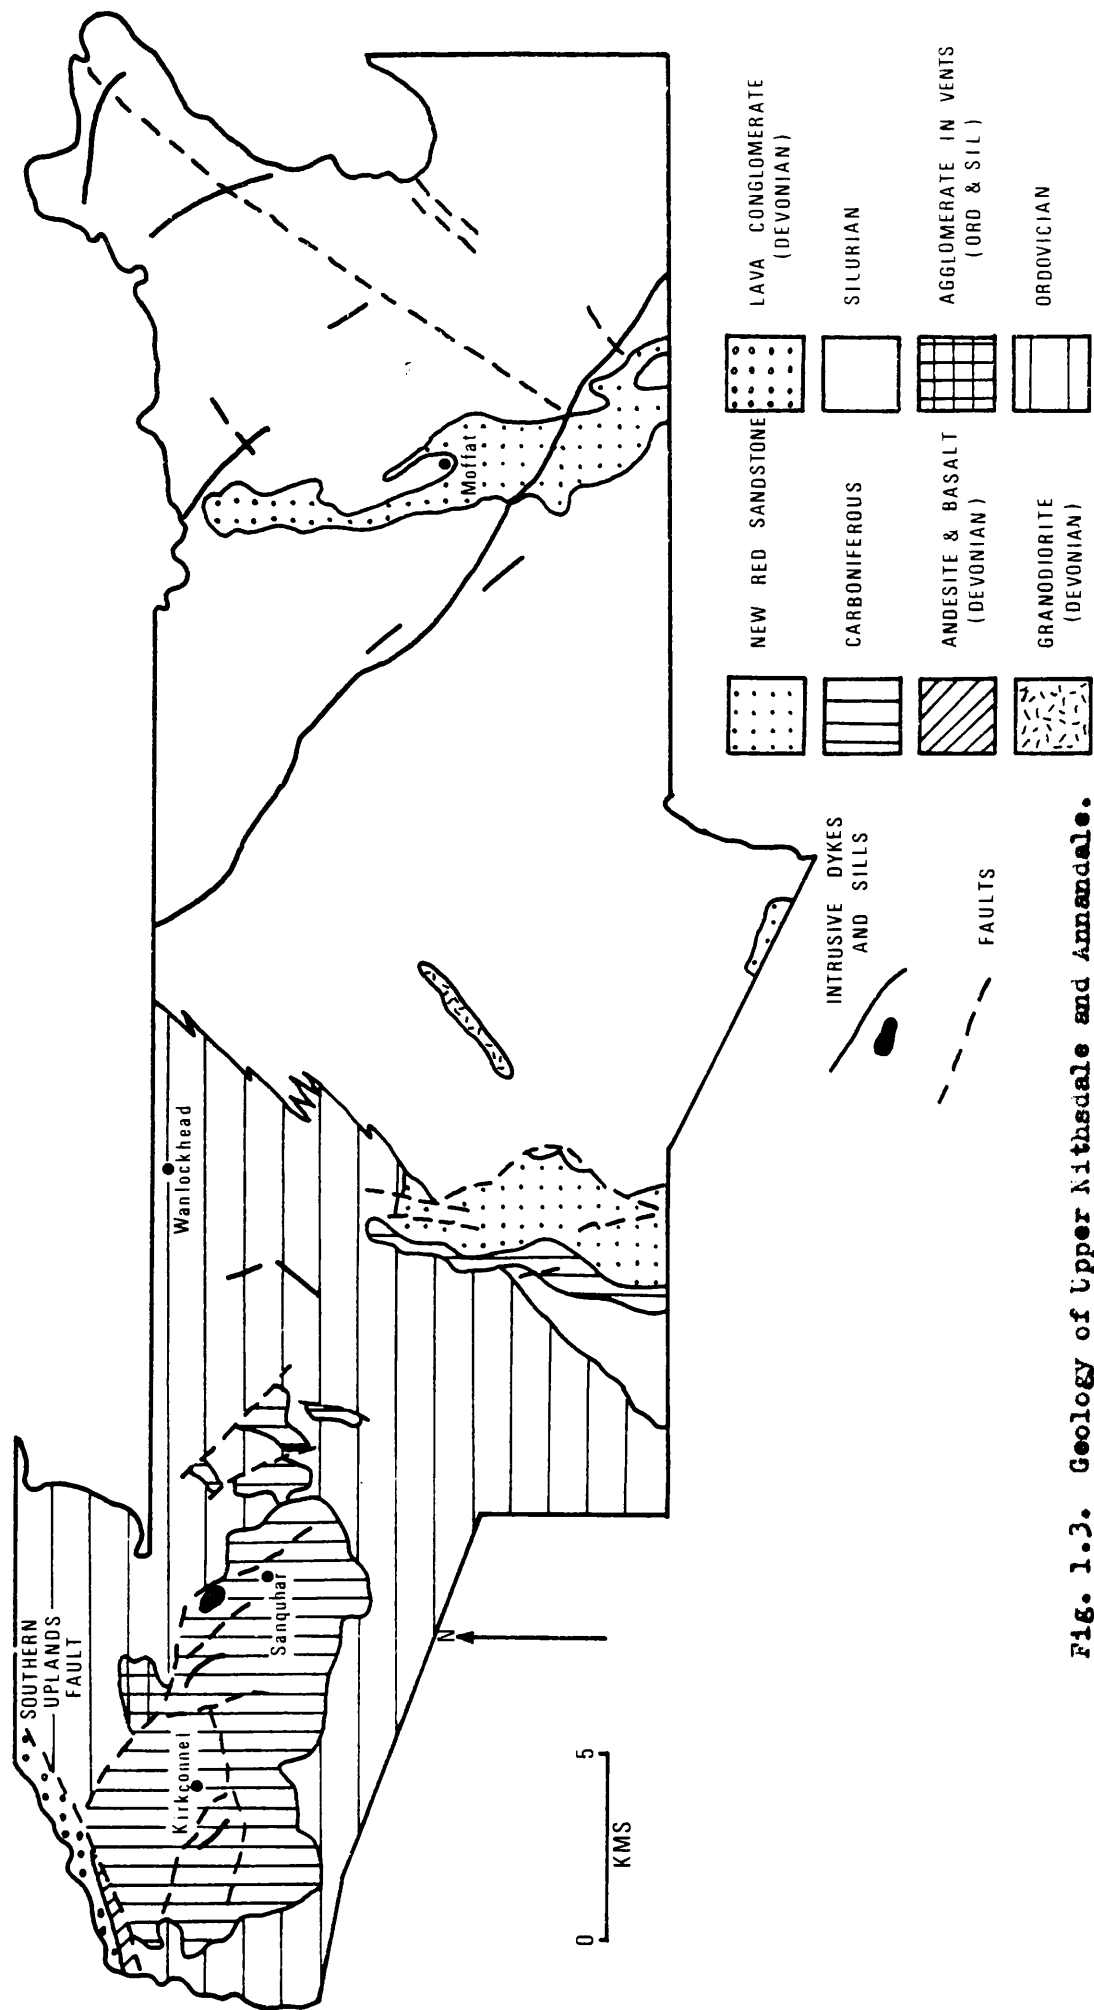 SOUTHERN
UPLANDS
FAULT
Kirkconnel
Sanquhar
Wanlockhead
Moffat
N
0 5
KMS
INTRUSIVE DYKES
AND SILLS
FAULTS
NEW RED SANDSTONE
CARBONIFEROUS
ANDESITE & BASALT
(DEVONIAN)
GRANODIORITE
(DEVONIAN)
LAVA CONGLOMERATE
(DEVONIAN)
SILURIAN
AGGLOMERATE IN VENTS
(ORD & SIL)
ORDOVICIAN
Fig. 1.3. Geology of Upper Nithsdale and Annandale.